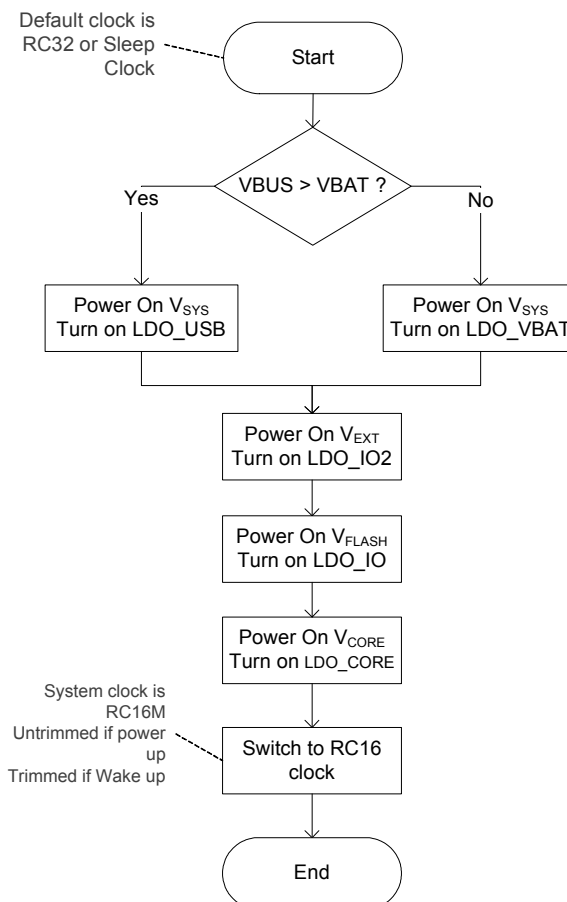 Default clock is
RC32 or Sleep
Clock
Start
VBUS > VBAT ?
Yes
No
Power On VSYS
Turn on LDO_USB
Power On VSYS
Turn on LDO_VBAT
Power On VEXT
Turn on LDO_IO2
Power On VFLASH
Turn on LDO_IO
Power On VCORE
Turn on LDO_CORE
System clock is
RC16M
Untrimmed if power
up
Trimmed if Wake up
Switch to RC16
clock
End